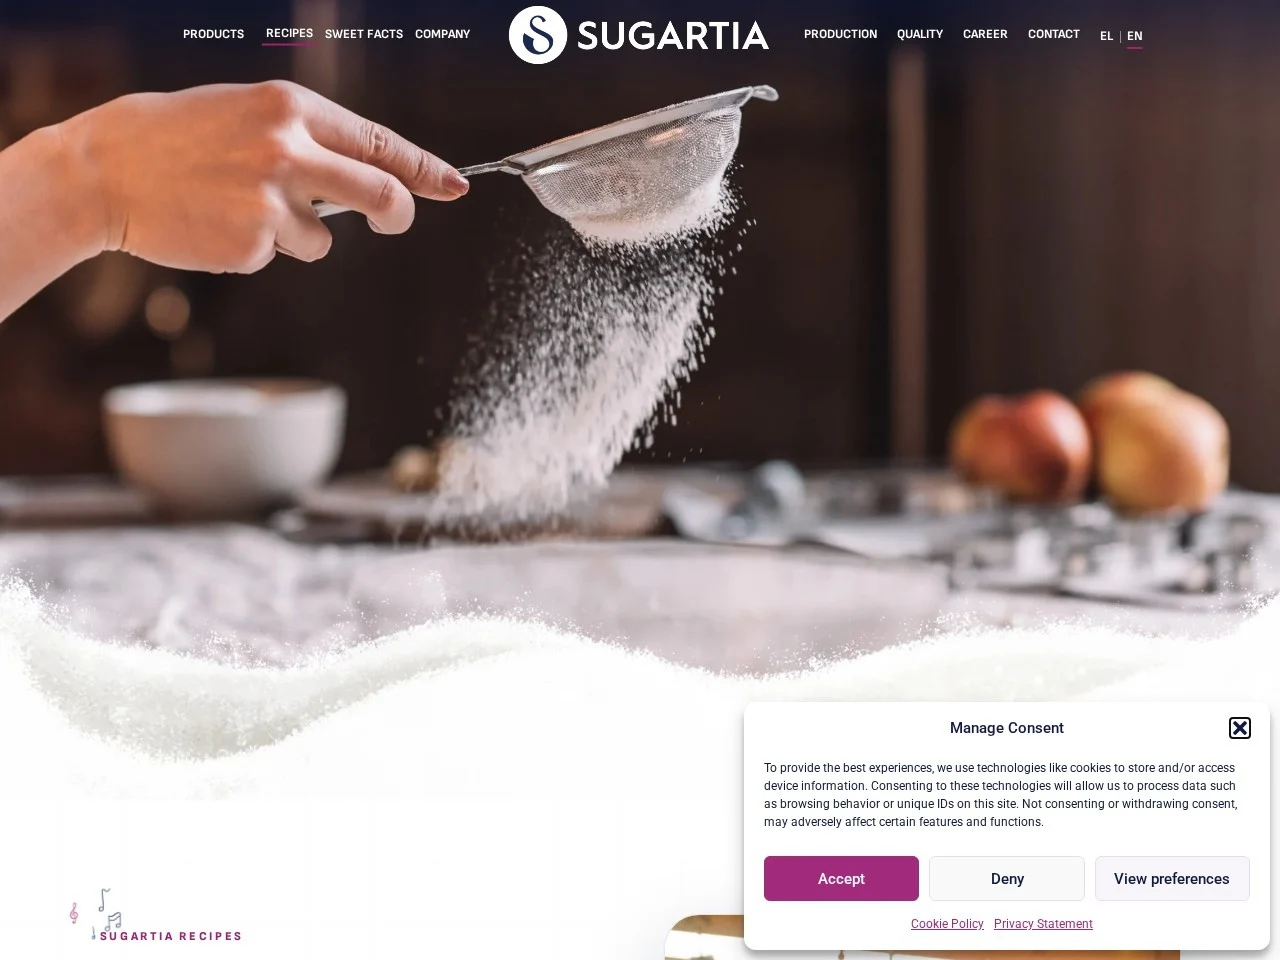 PRODUCTS RECIPES SWEET FACTS COMPANY SUGARTIA PRODUCTION QUALITY CAREER CONTACT EL | EN
Manage Consent
To provide the best experiences, we use technologies like cookies to store and/or access
device information. Consenting to these technologies will allow us to process data such
as browsing behavior or unique IDs on this site. Not consenting or withdrawing consent,
may adversely affect certain features and functions.
Accept Deny View preferences
Cookie Policy Privacy Statement
SUGARTIA RECIPES